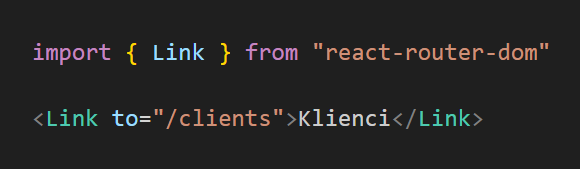 import { Link } from "react-router-dom"
<Link to="/clients">Klienci</Link>